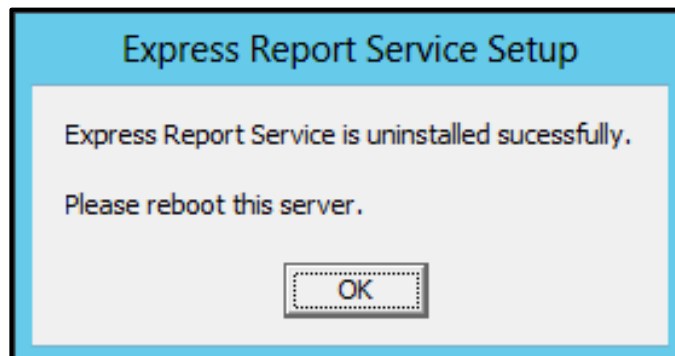 Express Report Service Setup
Express Report Service is uninstalled sucessfully.
Please reboot this server.
OK